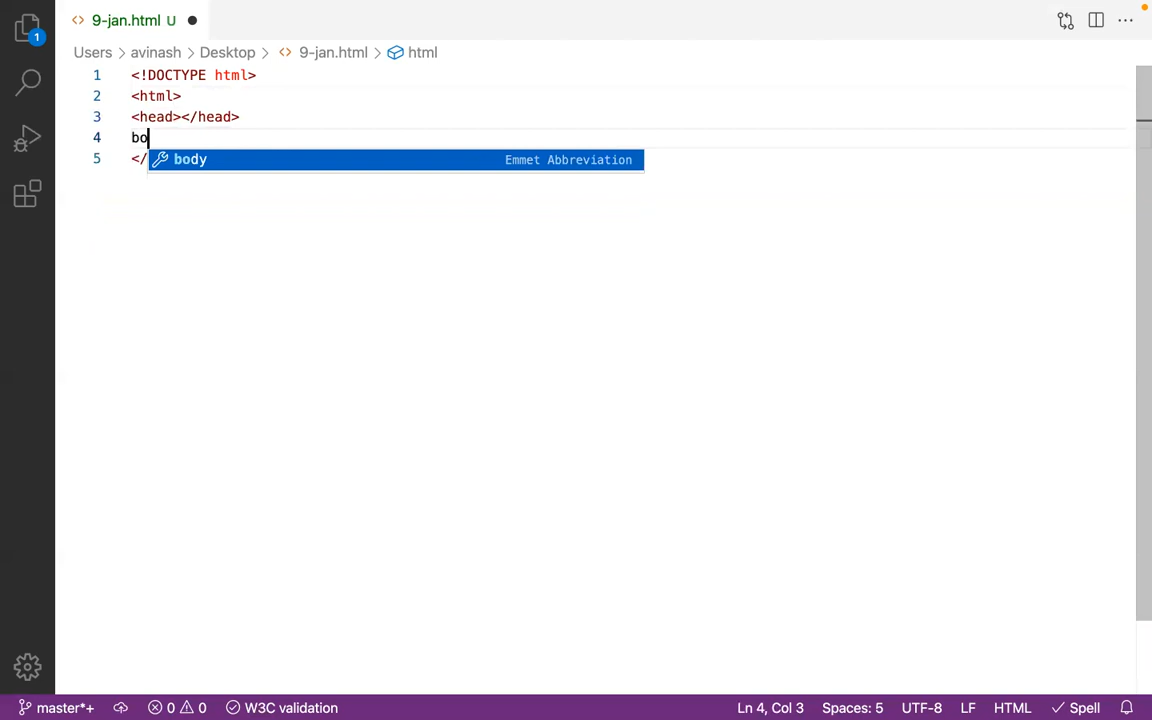 9-jan.html U
1
Users > avinash > Desktop > <> 9-jan.html > html
1 <!DOCTYPE html>
2 <html>
3 <head></head>
4 bo
body Emmet Abbreviation
5 </
master*+ 0 0 W3C validation Ln 4, Col 3 Spaces: 5 UTF-8 LF HTML Spell